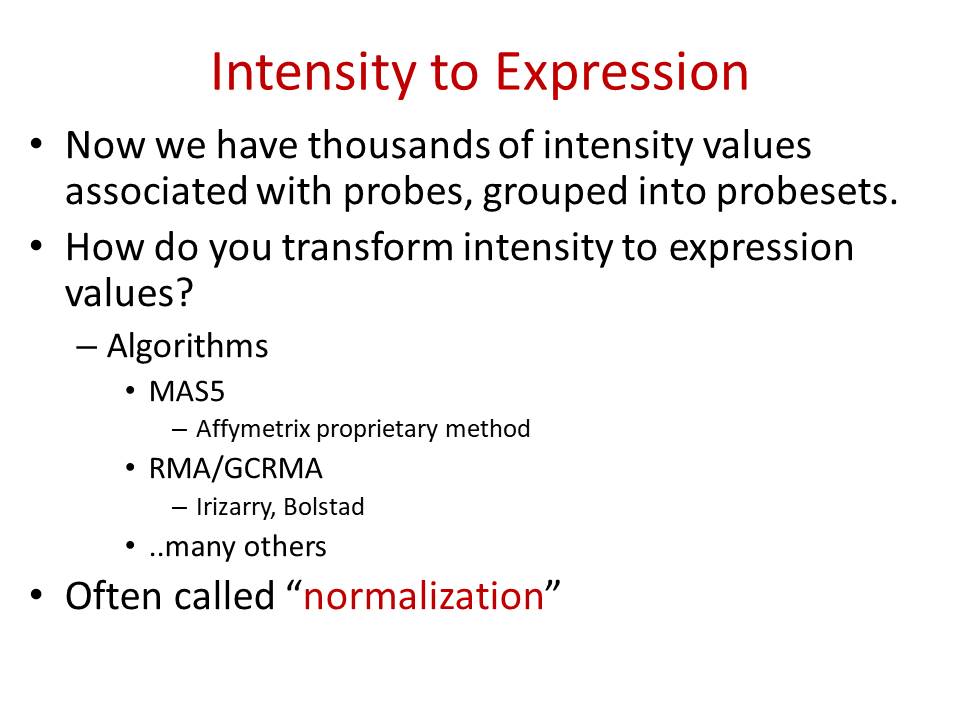 Intensity to Expression
• Now we have thousands of intensity values
associated with probes, grouped into probesets.
• How do you transform intensity to expression
values?
– Algorithms
• MAS5
– Affymetrix proprietary method
• RMA/GCRMA
– Irizarry, Bolstad
• ..many others
• Often called “normalization”